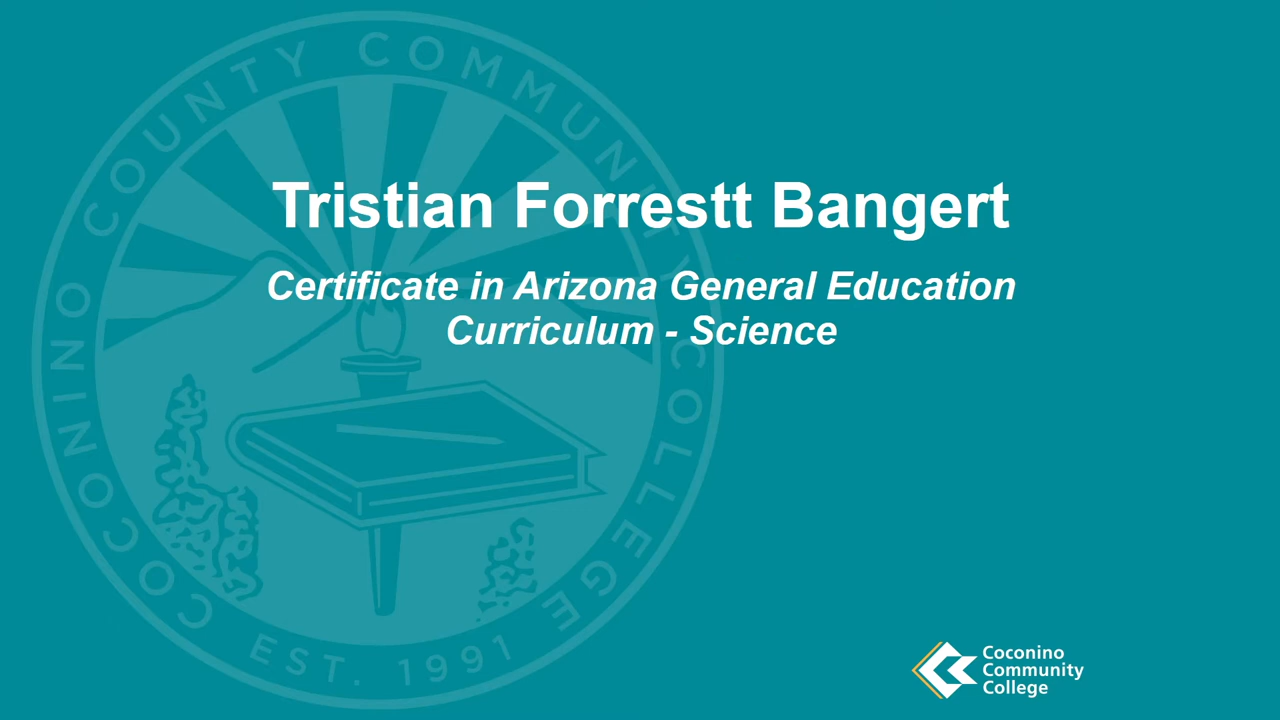 COCONINO COUNTY COMMUNITY COLLEGE
Tristian Forrestt Bangert
Certificate in Arizona General Education
Curriculum - Science
EST. 1991
Coconino
Community
College